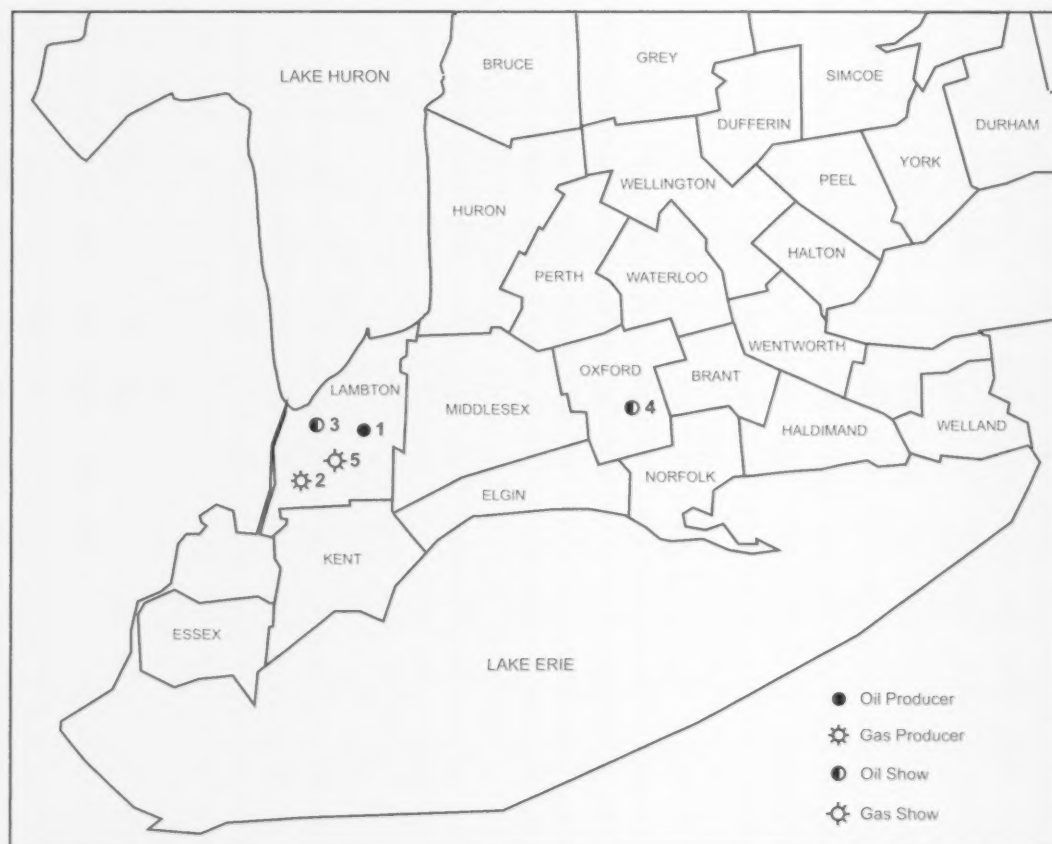 LAKE HURON
BRUCE
GREY
SIMCOE
DUFFERIN
DURHAM
YORK
PEEL
WELLINGTON
HURON
HALTON
PERTH
WATERLOO
WENTWORTH
OXFORD
BRANT
LAMBTON
MIDDLESEX
4
3
1
HALDIMAND
WELLAND
5
2
NORFOLK
ELGIN
KENT
ESSEX
LAKE ERIE
Oil Producer
Gas Producer
Oil Show
Gas Show